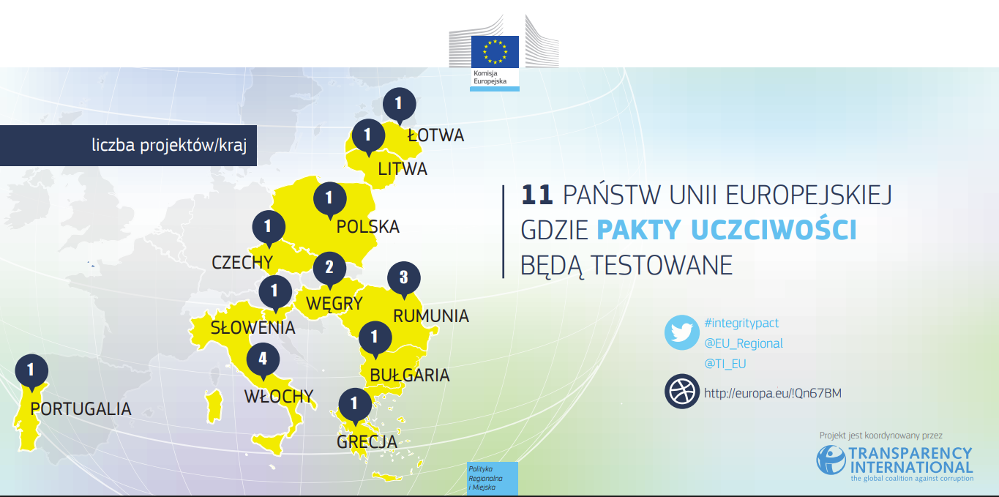 Komisja
Europejska
liczba projektów/kraj
1
ŁOTWA
1
LITWA
1
POLSKA
1
CZECHY
2
WĘGRY
3
RUMUNIA
1
SŁOWENIA
1
BUŁGARIA
4
WŁOCHY
1
PORTUGALIA
1
GRECJA
11 PAŃSTW UNII EUROPEJSKIEJ
GDZIE PAKTY UCZCIWOŚCI
BĘDĄ TESTOWANE
#integritypact
@EU_Regional
@TI_EU
http://europa.eu/!Qn67BM
Projekt jest koordynowany przez
TRANSPARENCY
INTERNATIONAL
the global coalition against corruption
Polityka
Regionalna
i Miejska